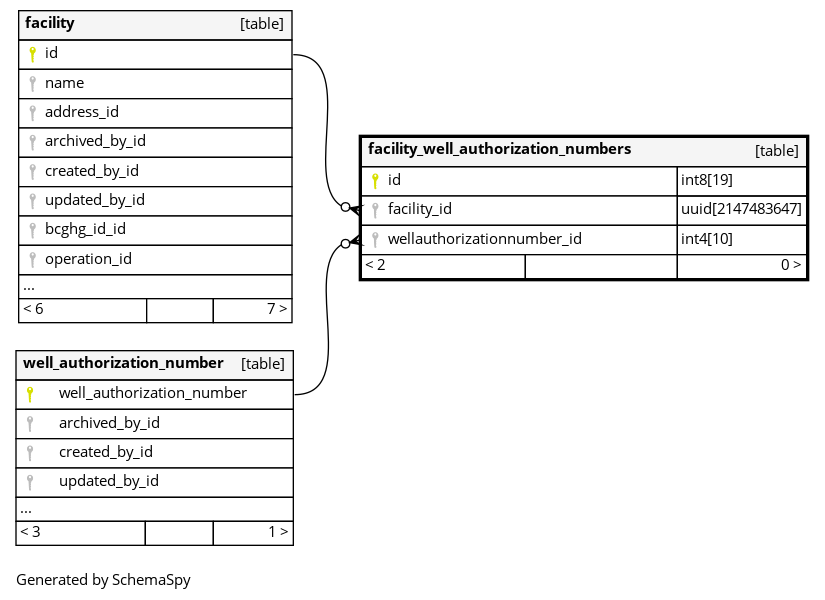 facility [table]
id
name
address_id
archived_by_id
created_by_id
updated_by_id
bcghg_id_id
operation_id
...
< 6 7 >
facility_well_authorization_numbers [table]
id int8[19]
facility_id uuid[2147483647]
wellauthorizationnumber_id int4[10]
< 2 0 >
well_authorization_number [table]
well_authorization_number
archived_by_id
created_by_id
updated_by_id
...
< 3 1 >
Generated by SchemaSpy